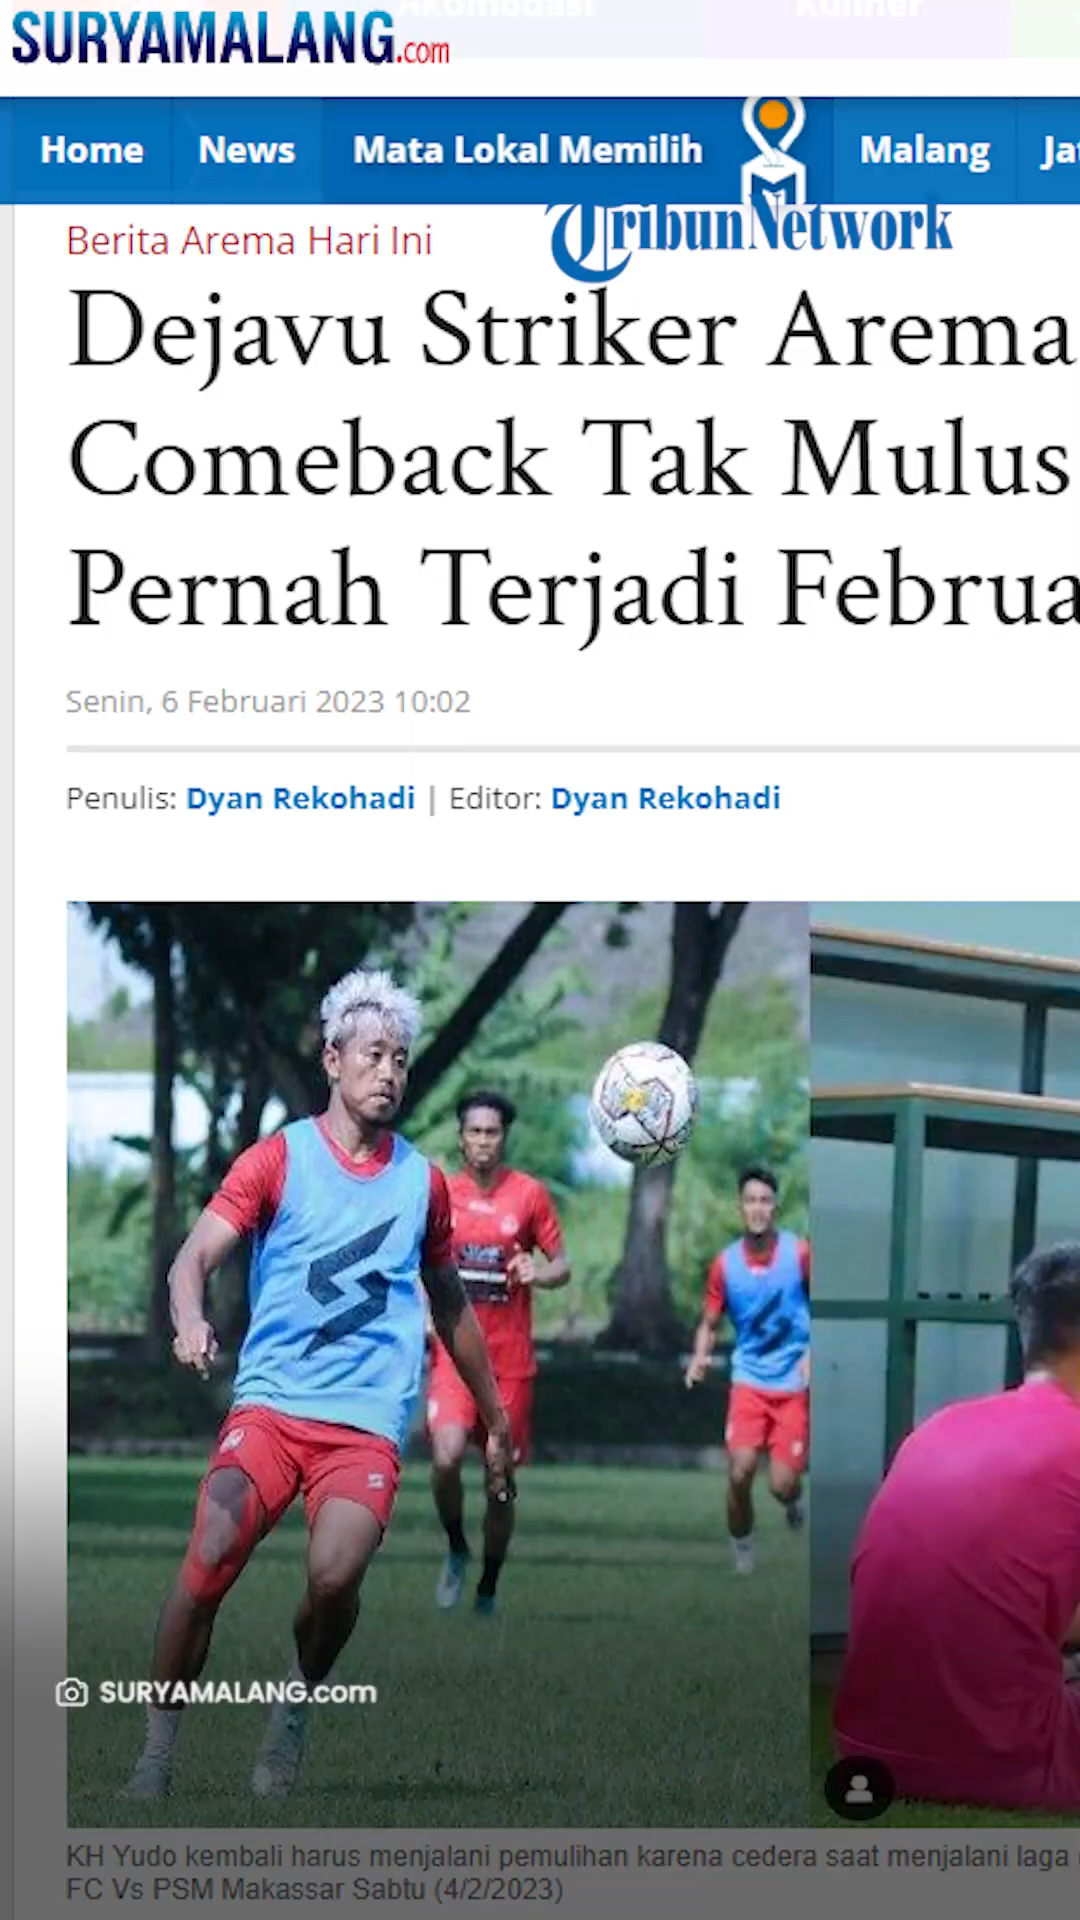 Akomodasi Kuliner
SURYAMALANG.com
Home News Mata Lokal Memilih Malang
TribunNetwork
Berita Arema Hari Ini
Dejavu Striker Arema
Comeback Tak Mulus
Pernah Terjadi Februa
Senin, 6 Februari 2023 10:02
Penulis: Dyan Rekohadi | Editor: Dyan Rekohadi
SURYAMALANG.com
KH Yudo kembali harus menjalani pemulihan karena cedera saat menjalani laga
FC Vs PSM Makassar Sabtu (4/2/2023)